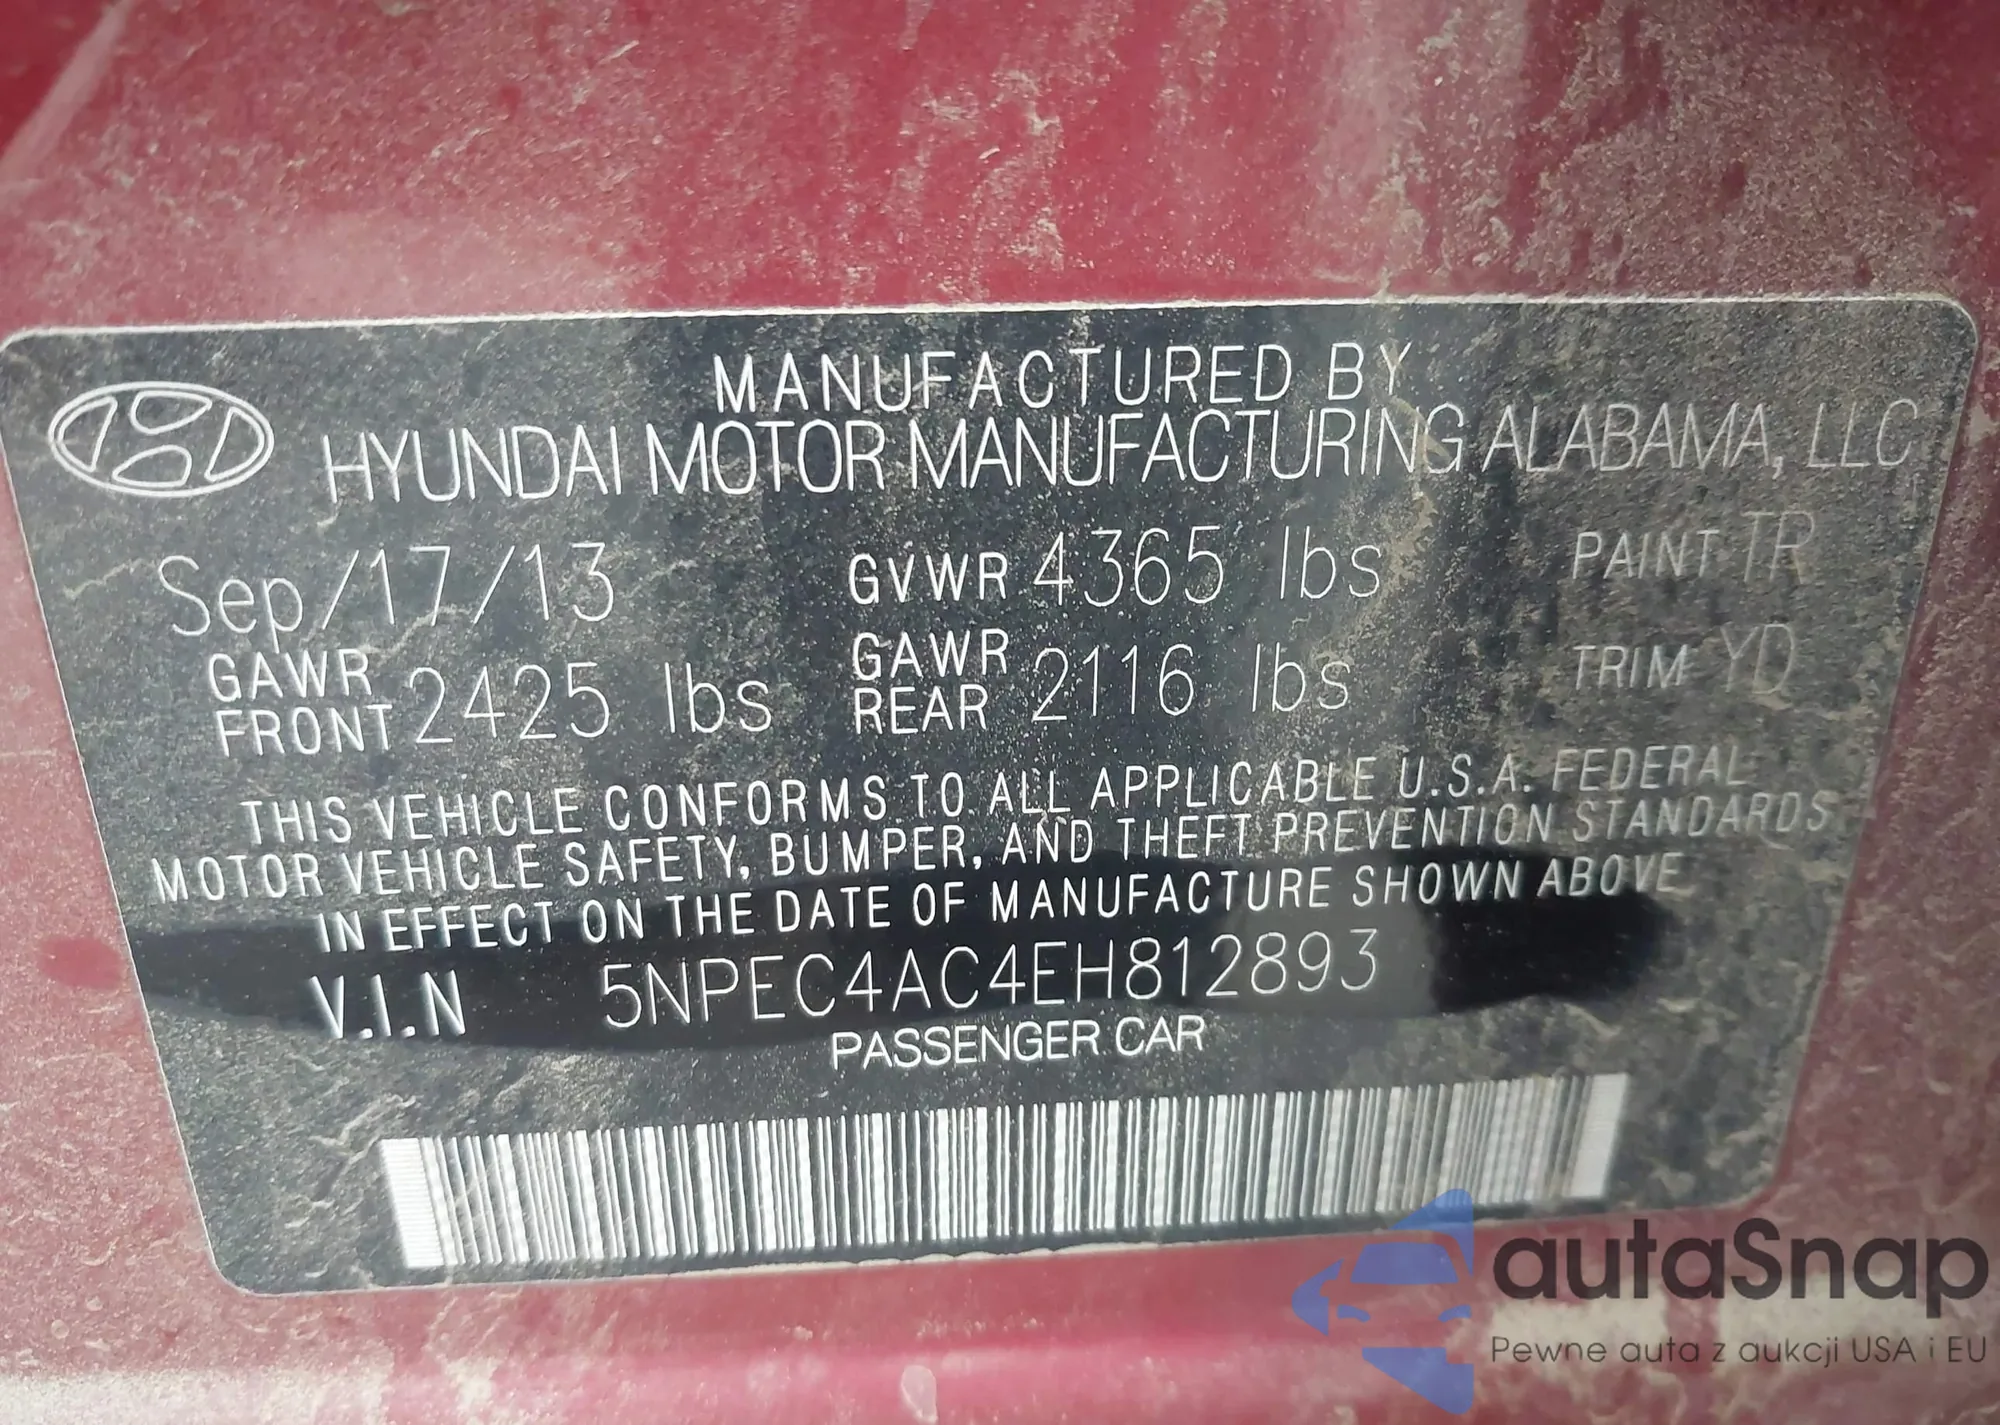 MANUFACTURED BY
HYUNDAI MOTOR MANUFACTURING ALABAMA, LLC
Sep/17/13 GVWR 4365 lbs PAINT TR
GAWR FRONT 2425 lbs GAWR REAR 2116 lbs TRIM YD
THIS VEHICLE CONFORMS TO ALL APPLICABLE U.S.A. FEDERAL
MOTOR VEHICLE SAFETY, BUMPER, AND THEFT PREVENTION STANDARDS
IN EFFECT ON THE DATE OF MANUFACTURE SHOWN ABOVE
V.I.N 5NPEC4AC4EH812893
PASSENGER CAR
autaSnap
Pewne auta z aukcji USA i EU